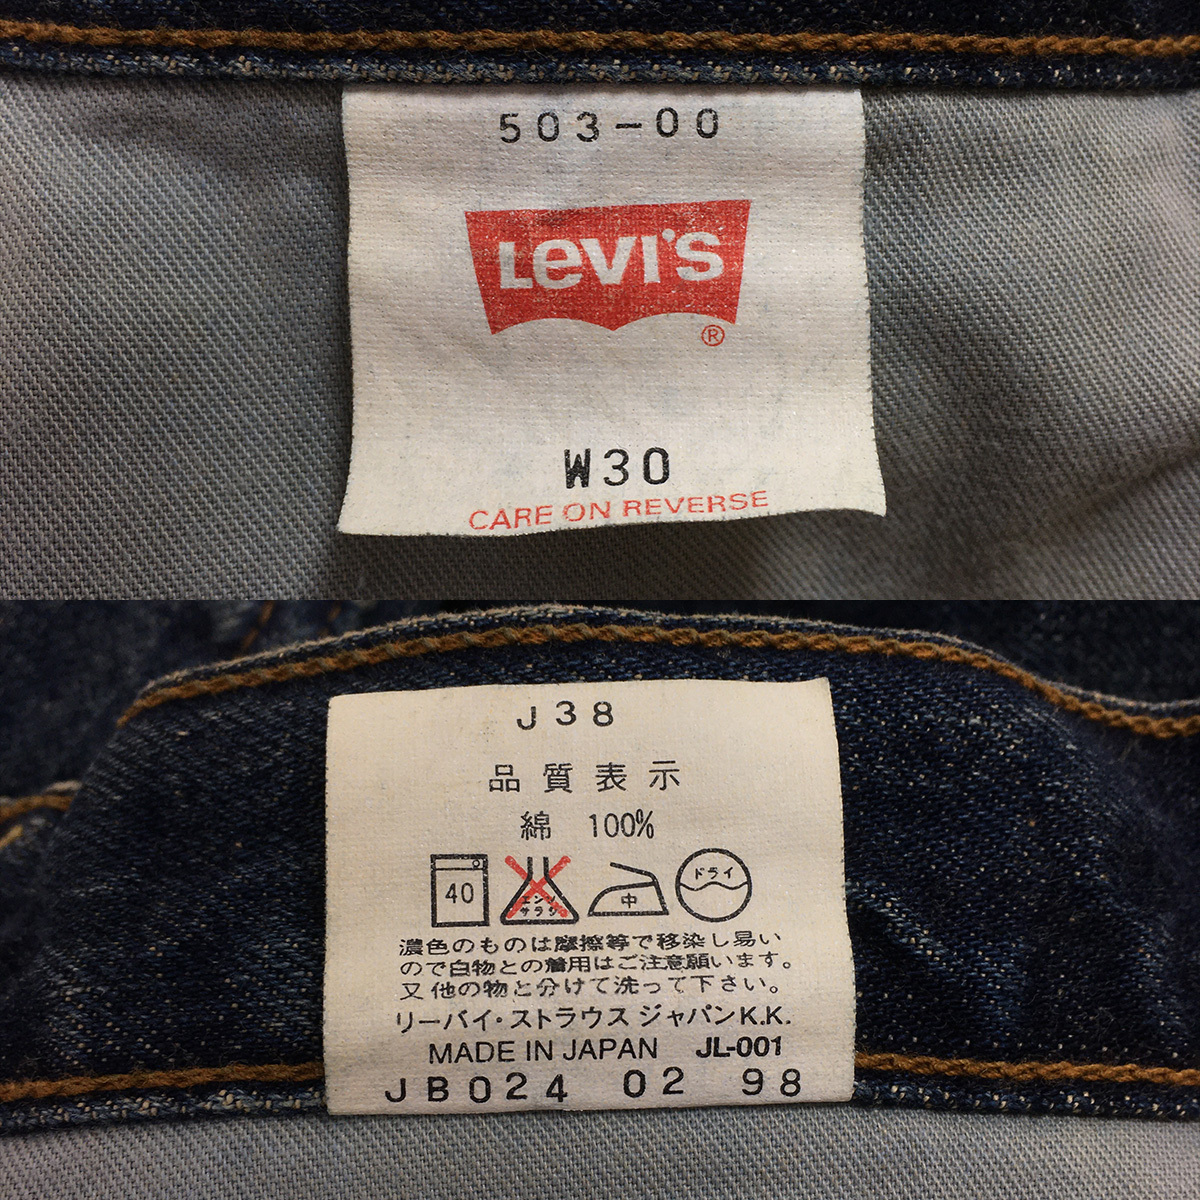 503-00
LEVI'S
®
W30
CARE ON REVERSE
J38
品質表示
綿 100%
40
エンソ
サラシ
中
ドライ
濃色のものは摩擦等で移染し易い
ので白物との着用はご注意願います。
又他の物と分けて洗って下さい。
リーバイ・ストラウス ジャパンK.K.
MADE IN JAPAN JL-001
JB024 02 98